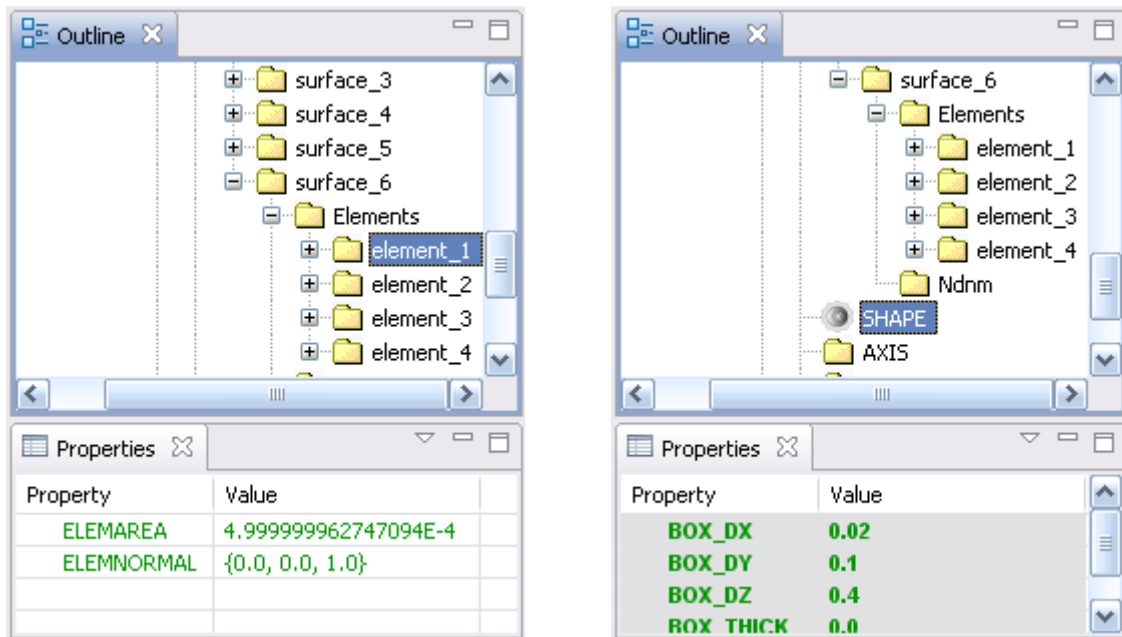 Outline
surface_3
surface_4
surface_5
surface_6
Elements
element_1
element_2
element_3
element_4
Properties
Property Value
ELEMAREA 4.999999962747094E-4
ELEMNORMAL {0.0, 0.0, 1.0}
Outline
surface_6
Elements
element_1
element_2
element_3
element_4
Ndnm
SHAPE
AXIS
Properties
Property Value
BOX_DX 0.02
BOX_DY 0.1
BOX_DZ 0.4
BOX_THICK 0.0